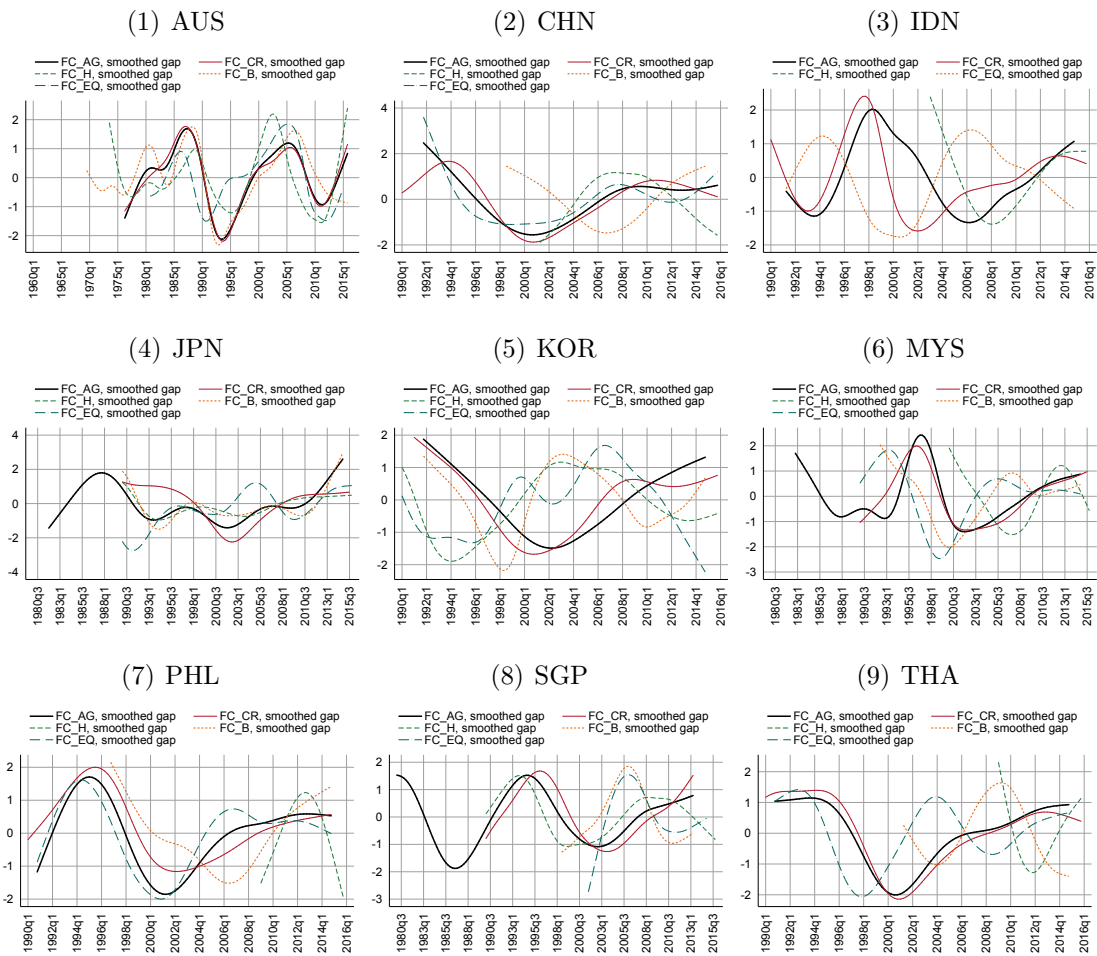 (1) AUS
FC_AG, smoothed gap FC_CR, smoothed gap
FC_H, smoothed gap FC_B, smoothed gap
FC_EQ, smoothed gap
2
1
0
-1
-2
1960q1 1965q1 1970q1 1975q1 1980q1 1985q1 1990q1 1995q1 2000q1 2005q1 2010q1 2015q1
(2) CHN
FC_AG, smoothed gap FC_CR, smoothed gap
FC_H, smoothed gap FC_B, smoothed gap
FC_EQ, smoothed gap
4
2
0
-2
1990q1 1992q1 1994q1 1996q1 1998q1 2000q1 2002q1 2004q1 2006q1 2008q1 2010q1 2012q1 2014q1 2016q1
(3) IDN
FC_AG, smoothed gap FC_CR, smoothed gap
FC_H, smoothed gap FC_B, smoothed gap
2
1
0
-1
-2
1990q1 1992q1 1994q1 1996q1 1998q1 2000q1 2002q1 2004q1 2006q1 2008q1 2010q1 2012q1 2014q1 2016q1
(4) JPN
FC_AG, smoothed gap FC_CR, smoothed gap
FC_H, smoothed gap FC_B, smoothed gap
FC_EQ, smoothed gap
4
2
0
-2
-4
1980q3 1983q1 1985q3 1988q1 1990q3 1993q1 1995q3 1998q1 2000q3 2003q1 2005q3 2008q1 2010q3 2013q1 2015q3
(5) KOR
FC_AG, smoothed gap FC_CR, smoothed gap
FC_H, smoothed gap FC_B, smoothed gap
FC_EQ, smoothed gap
2
1
0
-1
-2
1990q1 1992q1 1994q1 1996q1 1998q1 2000q1 2002q1 2004q1 2006q1 2008q1 2010q1 2012q1 2014q1 2016q1
(6) MYS
FC_AG, smoothed gap FC_CR, smoothed gap
FC_H, smoothed gap FC_B, smoothed gap
FC_EQ, smoothed gap
2
1
0
-1
-2
-3
1980q3 1983q1 1985q3 1988q1 1990q3 1993q1 1995q3 1998q1 2000q3 2003q1 2005q3 2008q1 2010q3 2013q1 2015q3
(7) PHL
FC_AG, smoothed gap FC_CR, smoothed gap
FC_H, smoothed gap FC_B, smoothed gap
FC_EQ, smoothed gap
2
1
0
-1
-2
1990q1 1992q1 1994q1 1996q1 1998q1 2000q1 2002q1 2004q1 2006q1 2008q1 2010q1 2012q1 2014q1 2016q1
(8) SGP
FC_AG, smoothed gap FC_CR, smoothed gap
FC_H, smoothed gap FC_B, smoothed gap
FC_EQ, smoothed gap
2
1
0
-1
-2
-3
1980q3 1983q1 1985q3 1988q1 1990q3 1993q1 1995q3 1998q1 2000q3 2003q1 2005q3 2008q1 2010q3 2013q1 2015q3
(9) THA
FC_AG, smoothed gap FC_CR, smoothed gap
FC_H, smoothed gap FC_B, smoothed gap
FC_EQ, smoothed gap
2
1
0
-1
-2
1990q1 1992q1 1994q1 1996q1 1998q1 2000q1 2002q1 2004q1 2006q1 2008q1 2010q1 2012q1 2014q1 2016q1